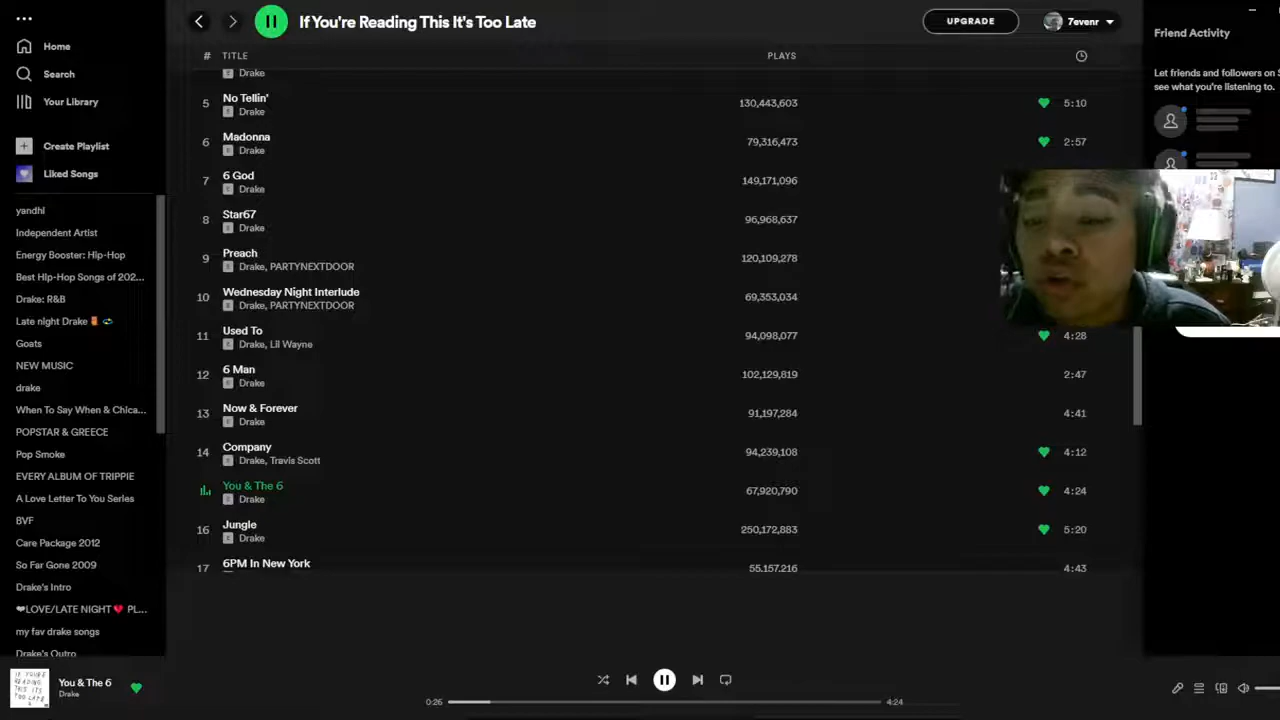 If You're Reading This It's Too Late
UPGRADE
7evenr
Home
Search
Your Library
Create Playlist
Liked Songs
yandhi
Independent Artist
Energy Booster: Hip-Hop
Best Hip-Hop Songs of 202...
Drake: R&B
Late night Drake
Goats
NEW MUSIC
drake
When To Say When & Chica...
POPSTAR & GREECE
Pop Smoke
EVERY ALBUM OF TRIPPIE
A Love Letter To You Series
BVF
Care Package 2012
So Far Gone 2009
Drake's Intro
❤LOVE/LATE NIGHT💔 PL...
my fav drake songs
Drake's Outro
# TITLE PLAYS
E Drake
5 No Tellin' 130,443,603 5:10
E Drake
6 Madonna 79,316,473 2:57
E Drake
7 6 God 149,171,096
E Drake
8 Star67 96,968,637
E Drake
9 Preach 120,109,278
E Drake, PARTYNEXTDOOR
10 Wednesday Night Interlude 69,353,034
E Drake, PARTYNEXTDOOR
11 Used To 94,098,077 4:28
E Drake, Lil Wayne
12 6 Man 102,129,819 2:47
E Drake
13 Now & Forever 91,197,284 4:41
E Drake
14 Company 94,239,108 4:12
E Drake, Travis Scott
You & The 6 67,920,790 4:24
E Drake
16 Jungle 250,172,883 5:20
E Drake
17 6PM In New York 55,157,216 4:43
Friend Activity
Let friends and followers on
see what you're listening to.
IF YOU'RE
READING
THIS IT'S
TOO LATE
You & The 6
Drake
0:26 4:24